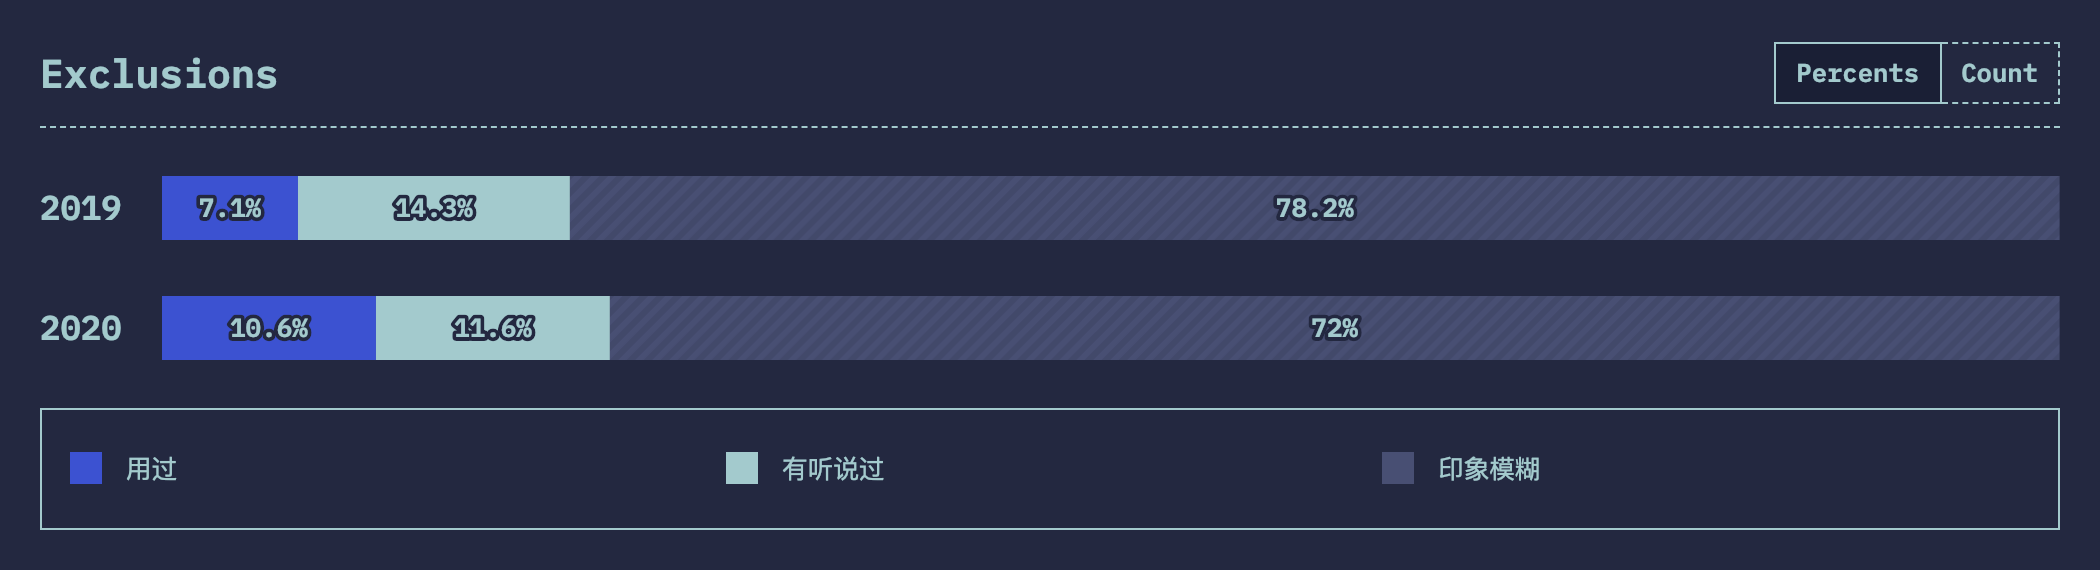 Exclusions
Percents Count
2019 7.1% 14.3% 78.2%
2020 10.6% 11.6% 72%
用过 有听说过 印象模糊